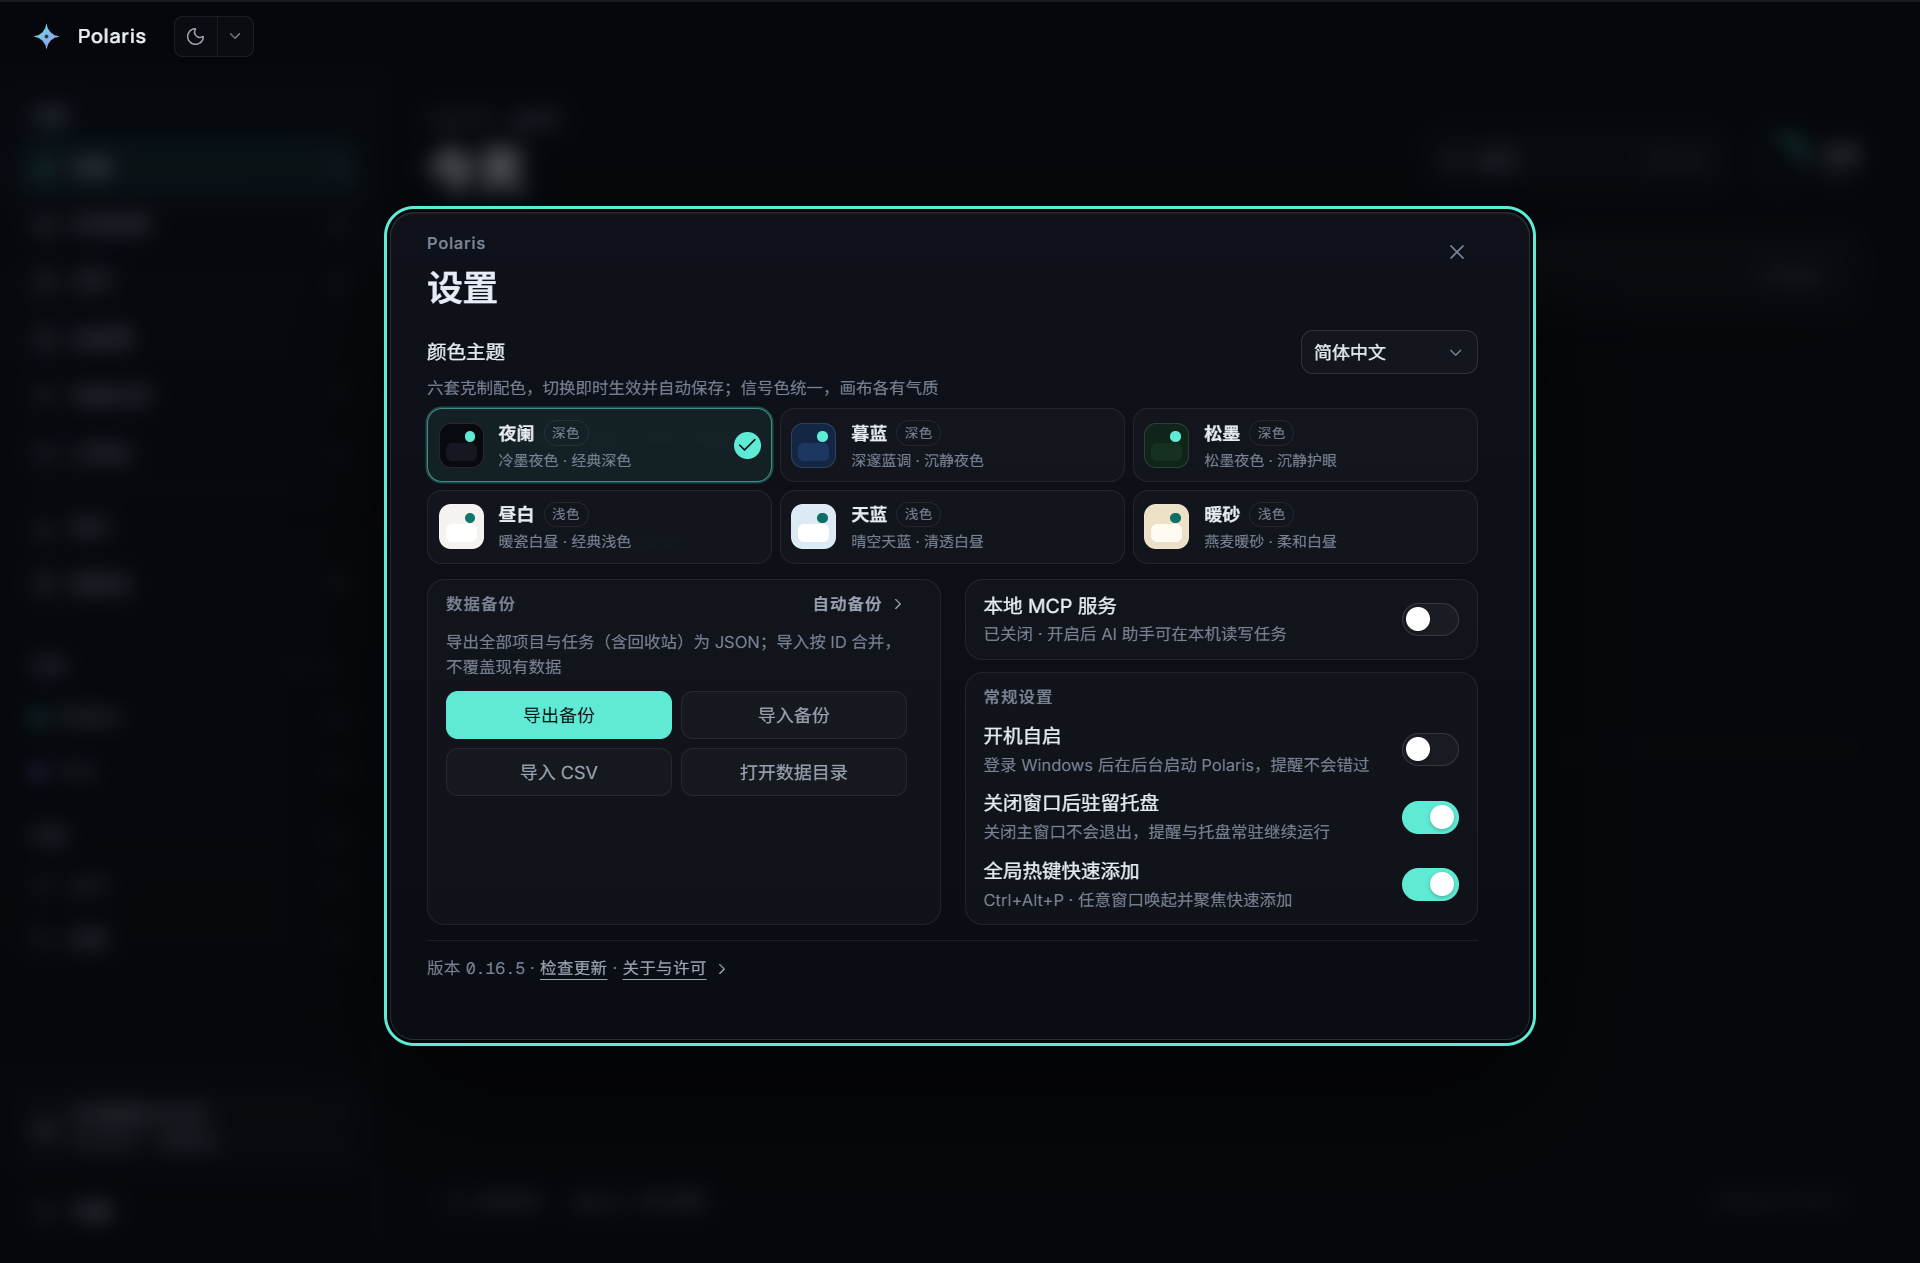 Polaris
Polaris
设置
颜色主题
简体中文
六套克制配色，切换即时生效并自动保存；信号色统一，画布各有气质
夜阑 深色
冷墨夜色 · 经典深色
暮蓝 深色
深邃蓝调 · 沉静夜色
松墨 深色
松墨夜色 · 沉静护眼
昼白 浅色
暖瓷白昼 · 经典浅色
天蓝 浅色
晴空天蓝 · 清透白昼
暖砂 浅色
燕麦暖砂 · 柔和白昼
数据备份
自动备份
导出全部项目与任务（含回收站）为 JSON；导入按 ID 合并，
不覆盖现有数据
导出备份
导入备份
导入 CSV
打开数据目录
本地 MCP 服务
已关闭 · 开启后 AI 助手可在本机读写任务
常规设置
开机自启
登录 Windows 后在后台启动 Polaris，提醒不会错过
关闭窗口后驻留托盘
关闭主窗口不会退出，提醒与托盘常驻继续运行
全局热键快速添加
Ctrl+Alt+P · 任意窗口唤起并聚焦快速添加
版本 0.16.5 · 检查更新 · 关于与许可